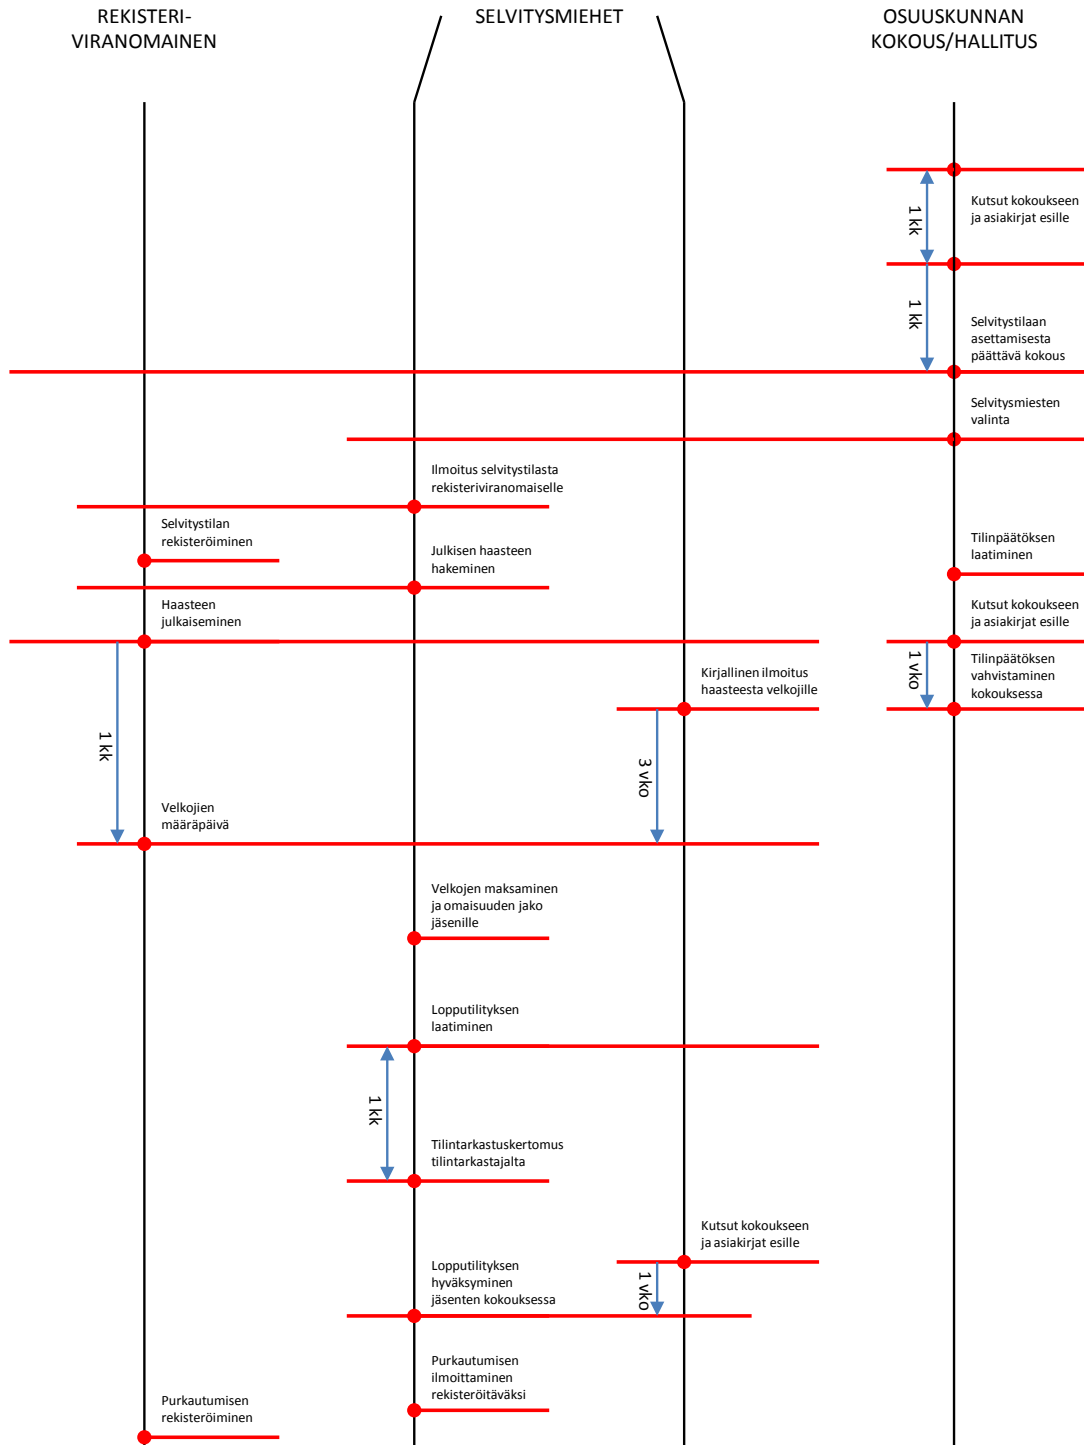 REKISTERI-
VIRANOMAINEN
SELVITYSMIEHET
OSUUSKUNNAN
KOKOUS/HALLITUS
Kutsut kokoukseen
ja asiakirjat esille
1 kk
1 kk
Selvitystilaan
asettamisesta
päättävä kokous
Selvitysmiesten
valinta
Ilmoitus selvitystilasta
rekisteriviranomaiselle
Selvitystilan
rekisteröiminen
Julkisen haasteen
hakeminen
Tilinpäätöksen
laatiminen
Haasteen
julkaiseminen
Kutsut kokoukseen
ja asiakirjat esille
1 vko
Tilinpäätöksen
vahvistaminen
kokouksessa
Kirjallinen ilmoitus
haasteesta velkojille
1 kk
3 vko
Velkojien
määräpäivä
Velkojen maksaminen
ja omaisuuden jako
jäsenille
Lopputilityksen
laatiminen
1 kk
Tilintarkastuskertomus
tilintarkastajalta
Kutsut kokoukseen
ja asiakirjat esille
Lopputilityksen
hyväksyminen
jäsenten kokouksessa
1 vko
Purkautumisen
ilmoittaminen
rekisteröitäväksi
Purkautumisen
rekisteröiminen